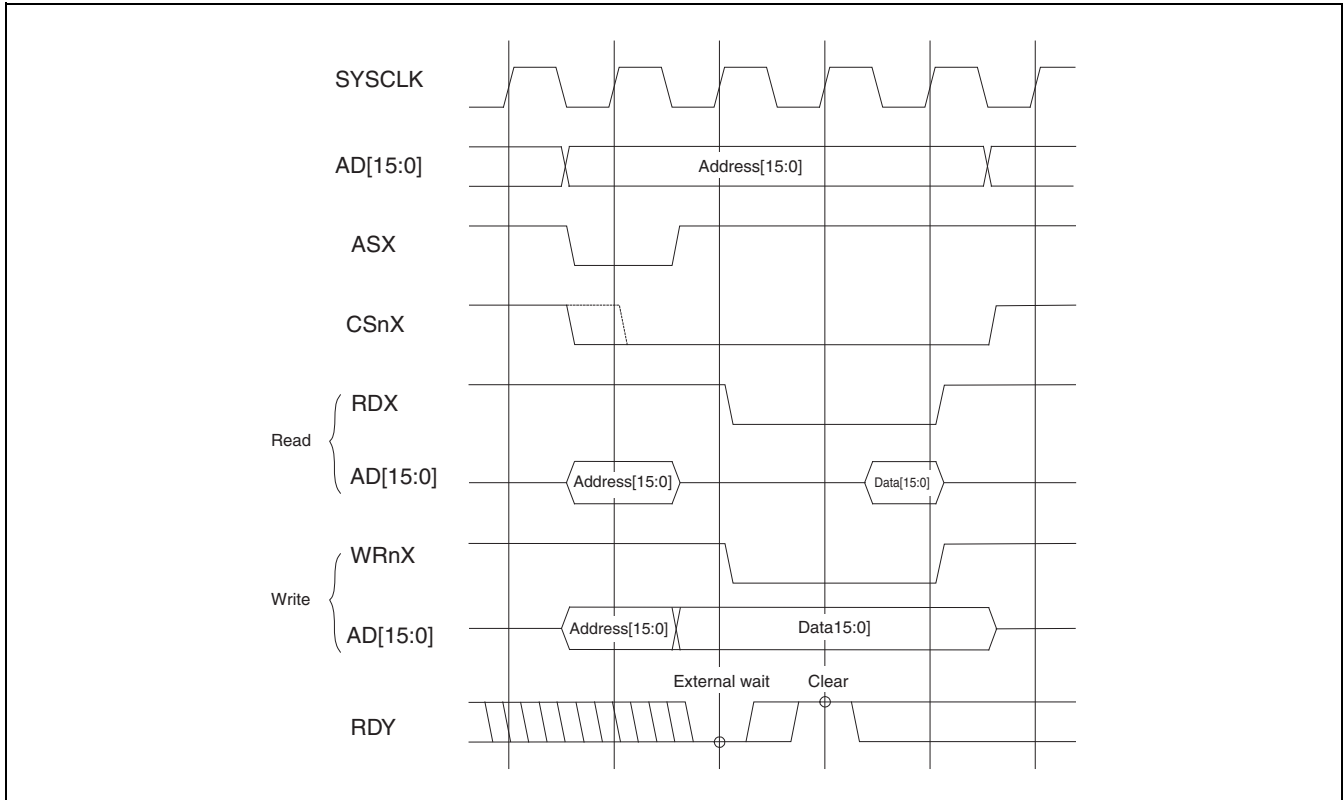 SYSCLK
AD[15:0]
Address[15:0]
ASX
CSnX
Read
RDX
AD[15:0]
Address[15:0]
Data[15:0]
Write
WRnX
AD[15:0]
Address[15:0]
Data15:0]
External wait
Clear
RDY